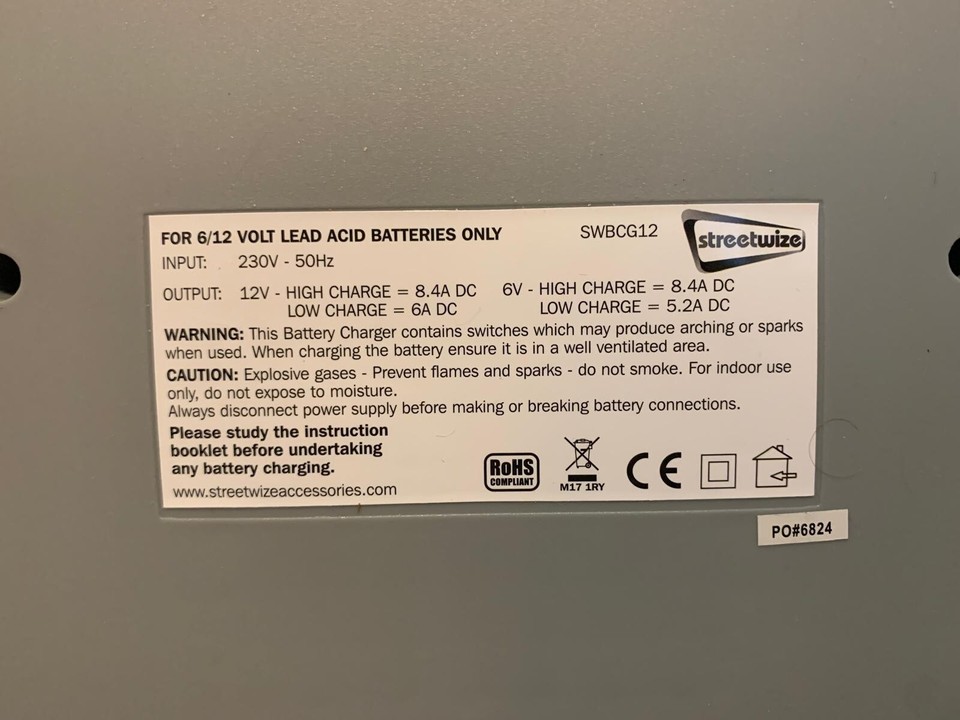 FOR 6/12 VOLT LEAD ACID BATTERIES ONLY SWBCG12 streetwize
INPUT: 230V - 50Hz
OUTPUT: 12V - HIGH CHARGE = 8.4A DC 6V - HIGH CHARGE = 8.4A DC
LOW CHARGE = 6A DC LOW CHARGE = 5.2A DC
WARNING: This Battery Charger contains switches which may produce arching or sparks
when used. When charging the battery ensure it is in a well ventilated area.
CAUTION: Explosive gases - Prevent flames and sparks - do not smoke. For indoor use
only, do not expose to moisture.
Always disconnect power supply before making or breaking battery connections.
Please study the instruction
booklet before undertaking
any battery charging.
www.streetwizeaccessories.com
RoHS
COMPLIANT
M17 1RY
CE
PO#6824